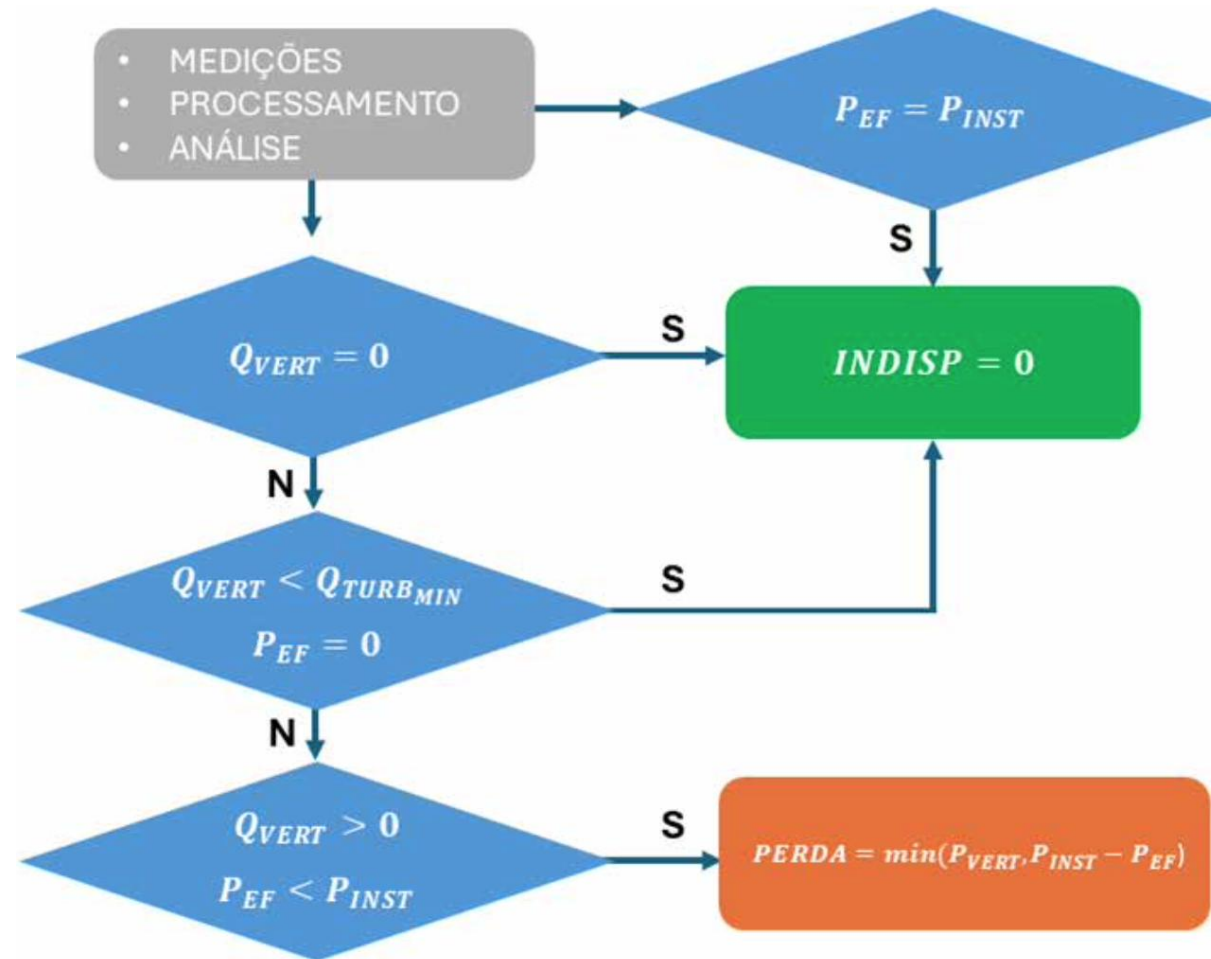 • MEDIÇÕES
• PROCESSAMENTO
• ANÁLISE
P_EF = P_INST
S
Q_VERT = 0
S
INDISP = 0
N
Q_VERT < Q_TURB_MIN
P_EF = 0
S
N
Q_VERT > 0
P_EF < P_INST
S
PERDA = min(P_VERT, P_INST − P_EF)